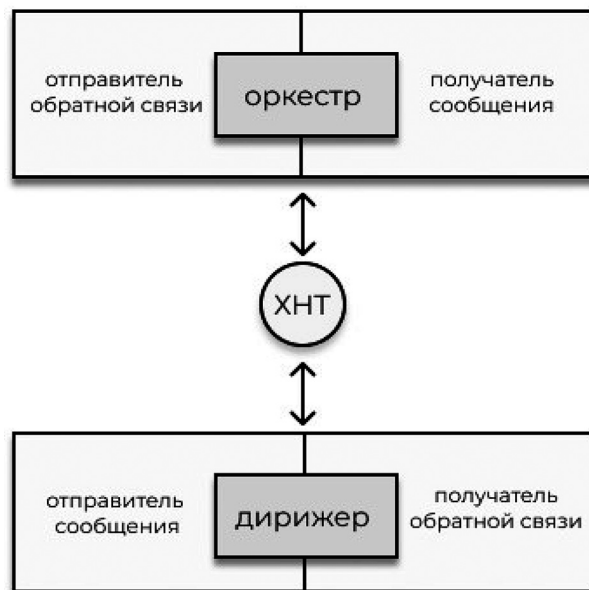 отправитель
обратной связи
оркестр
получатель
сообщения
ХНТ
отправитель
сообщения
дирижер
получатель
обратной связи